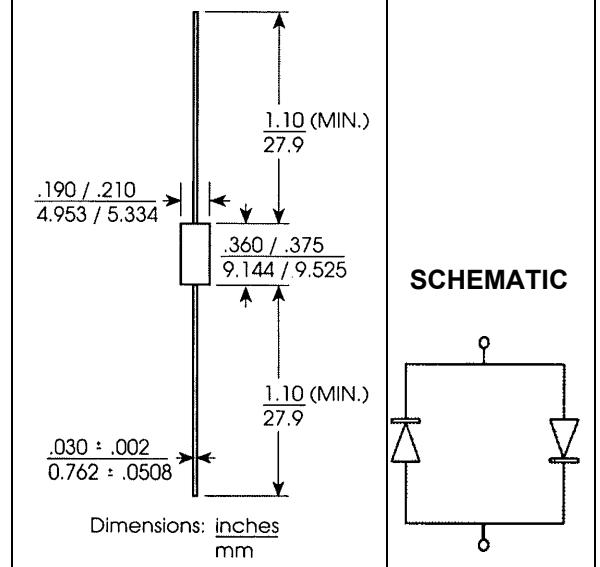 1.10 (MIN.)
27.9
.190 / .210
4.953 / 5.334
.360 / .375
9.144 / 9.525
SCHEMATIC
1.10 (MIN.)
27.9
.030 ± .002
0.762 ± .0508
Dimensions: inches
mm